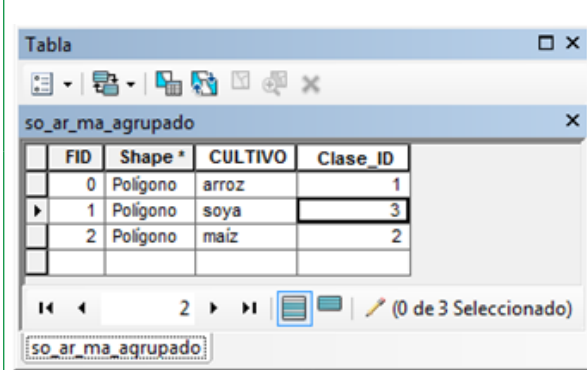 Tabla
so_ar_ma_agrupado
FID Shape * CULTIVO Clase_ID
0 Polígono arroz 1
1 Polígono soya 3
2 Polígono maíz 2
2 (0 de 3 Seleccionado)
so_ar_ma_agrupado